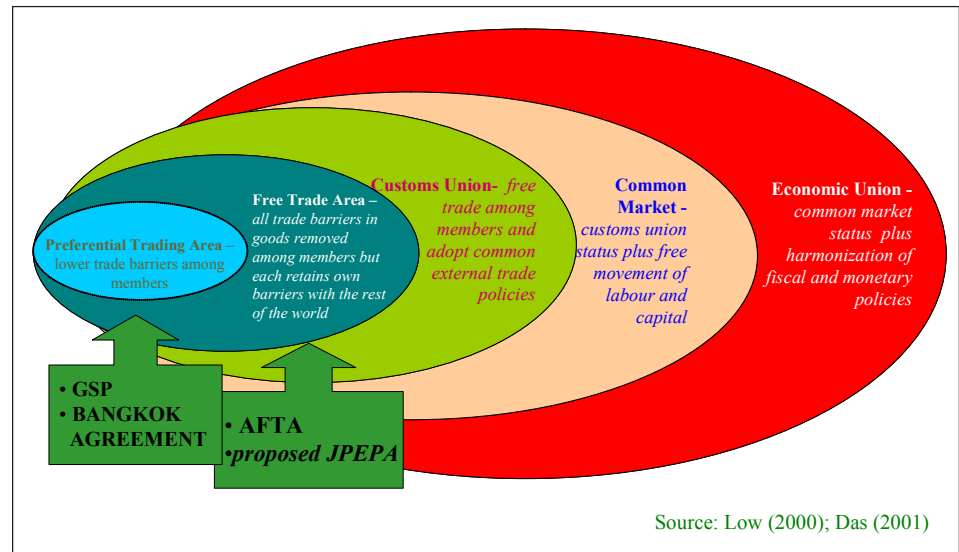 Preferential Trading Area –
lower trade barriers among
members
Free Trade Area –
all trade barriers in
goods removed
among members but
each retains own
barriers with the rest
of the world
Customs Union- free
trade among
members and
adopt common
external trade
policies
Common
Market -
customs union
status plus free
movement of
labour and
capital
Economic Union -
common market
status plus
harmonization of
fiscal and monetary
policies
• GSP
• BANGKOK
AGREEMENT
• AFTA
•proposed JPEPA
Source: Low (2000); Das (2001)